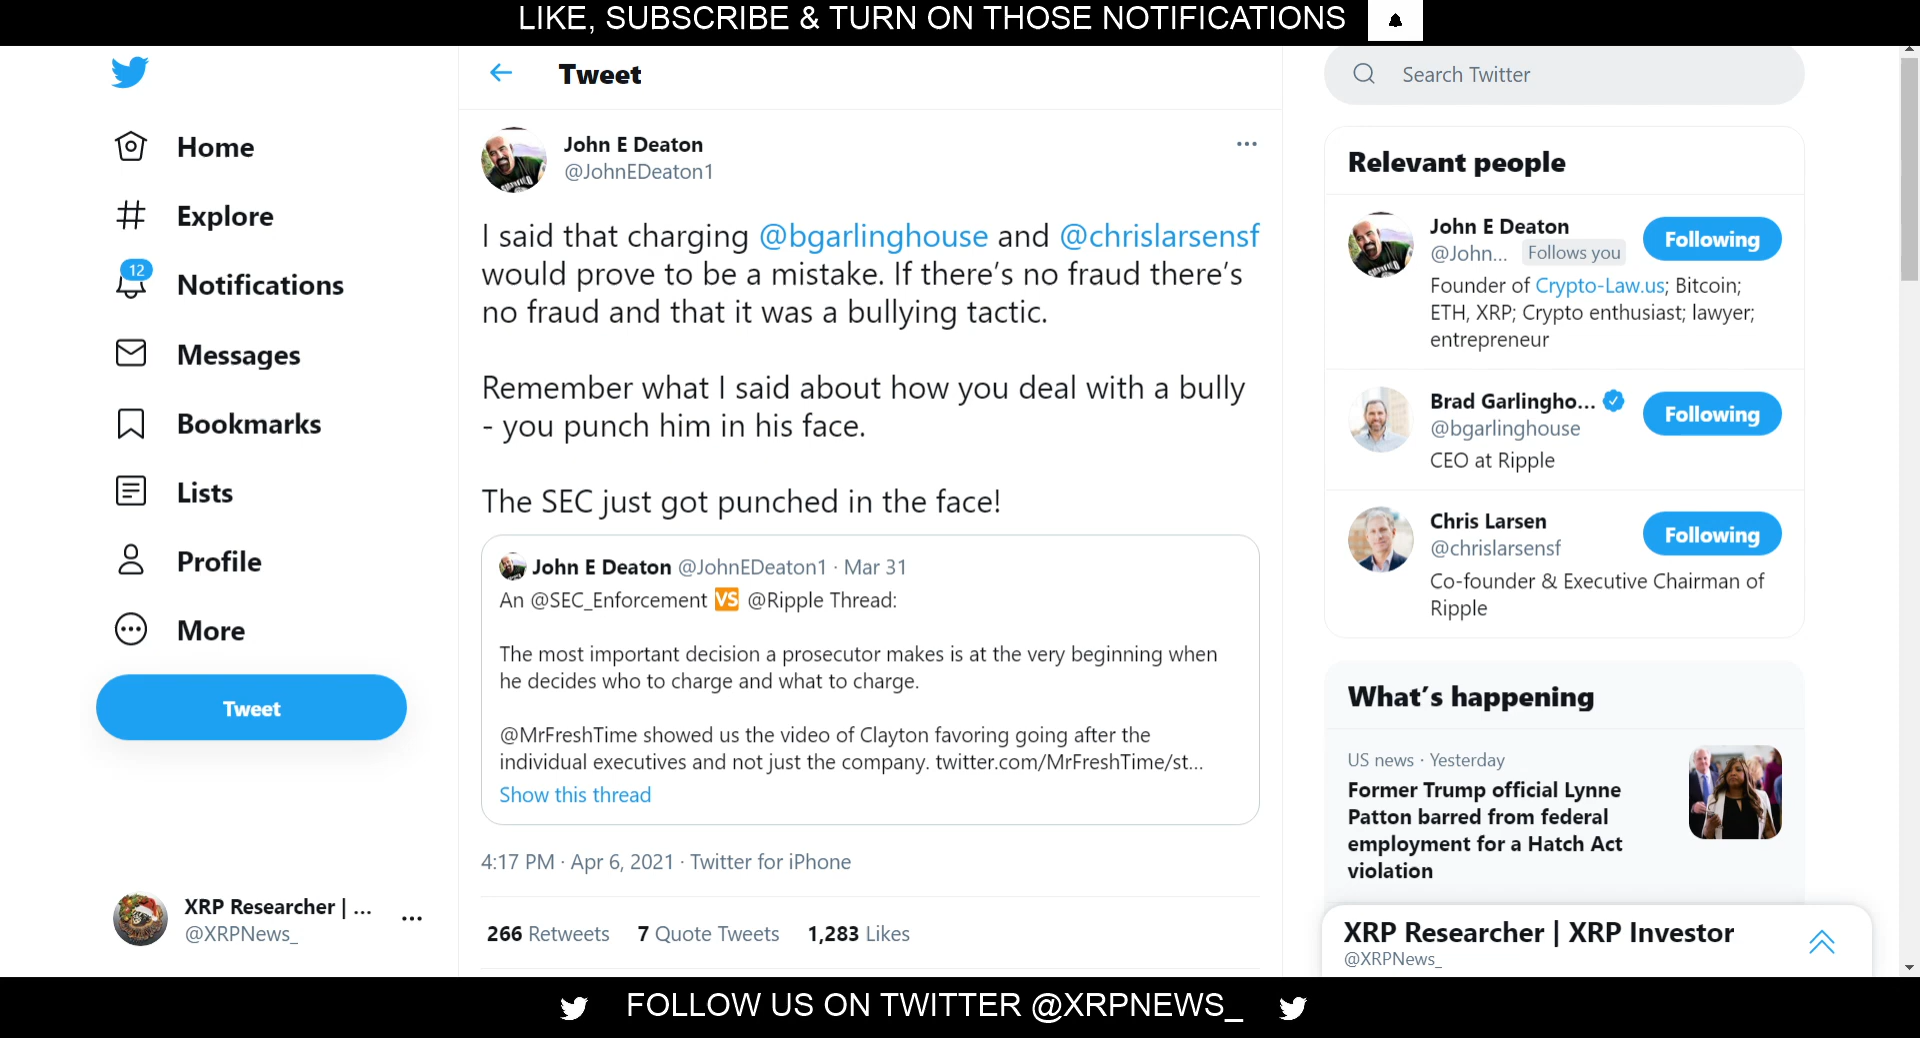 LIKE, SUBSCRIBE & TURN ON THOSE NOTIFICATIONS
Home
Explore
12
Notifications
Messages
Bookmarks
Lists
Profile
More
Tweet
XRP Researcher | ...
@XRPNews_
Tweet
John E Deaton
@JohnEDeaton1
I said that charging @bgarlinghouse and @chrislarsensf
would prove to be a mistake. If there’s no fraud there’s
no fraud and that it was a bullying tactic.
Remember what I said about how you deal with a bully
- you punch him in his face.
The SEC just got punched in the face!
John E Deaton @JohnEDeaton1 · Mar 31
An @SEC_Enforcement VS @Ripple Thread:
The most important decision a prosecutor makes is at the very beginning when
he decides who to charge and what to charge.
@MrFreshTime showed us the video of Clayton favoring going after the
individual executives and not just the company. twitter.com/MrFreshTime/st...
Show this thread
4:17 PM · Apr 6, 2021 · Twitter for iPhone
266 Retweets 7 Quote Tweets 1,283 Likes
Search Twitter
Relevant people
John E Deaton
@John... Follows you
Following
Founder of Crypto-Law.us; Bitcoin;
ETH, XRP; Crypto enthusiast; lawyer;
entrepreneur
Brad Garlingho...
@bgarlinghouse
Following
CEO at Ripple
Chris Larsen
@chrislarsensf
Following
Co-founder & Executive Chairman of
Ripple
What’s happening
US news · Yesterday
Former Trump official Lynne
Patton barred from federal
employment for a Hatch Act
violation
XRP Researcher | XRP Investor
@XRPNews_
FOLLOW US ON TWITTER @XRPNEWS_